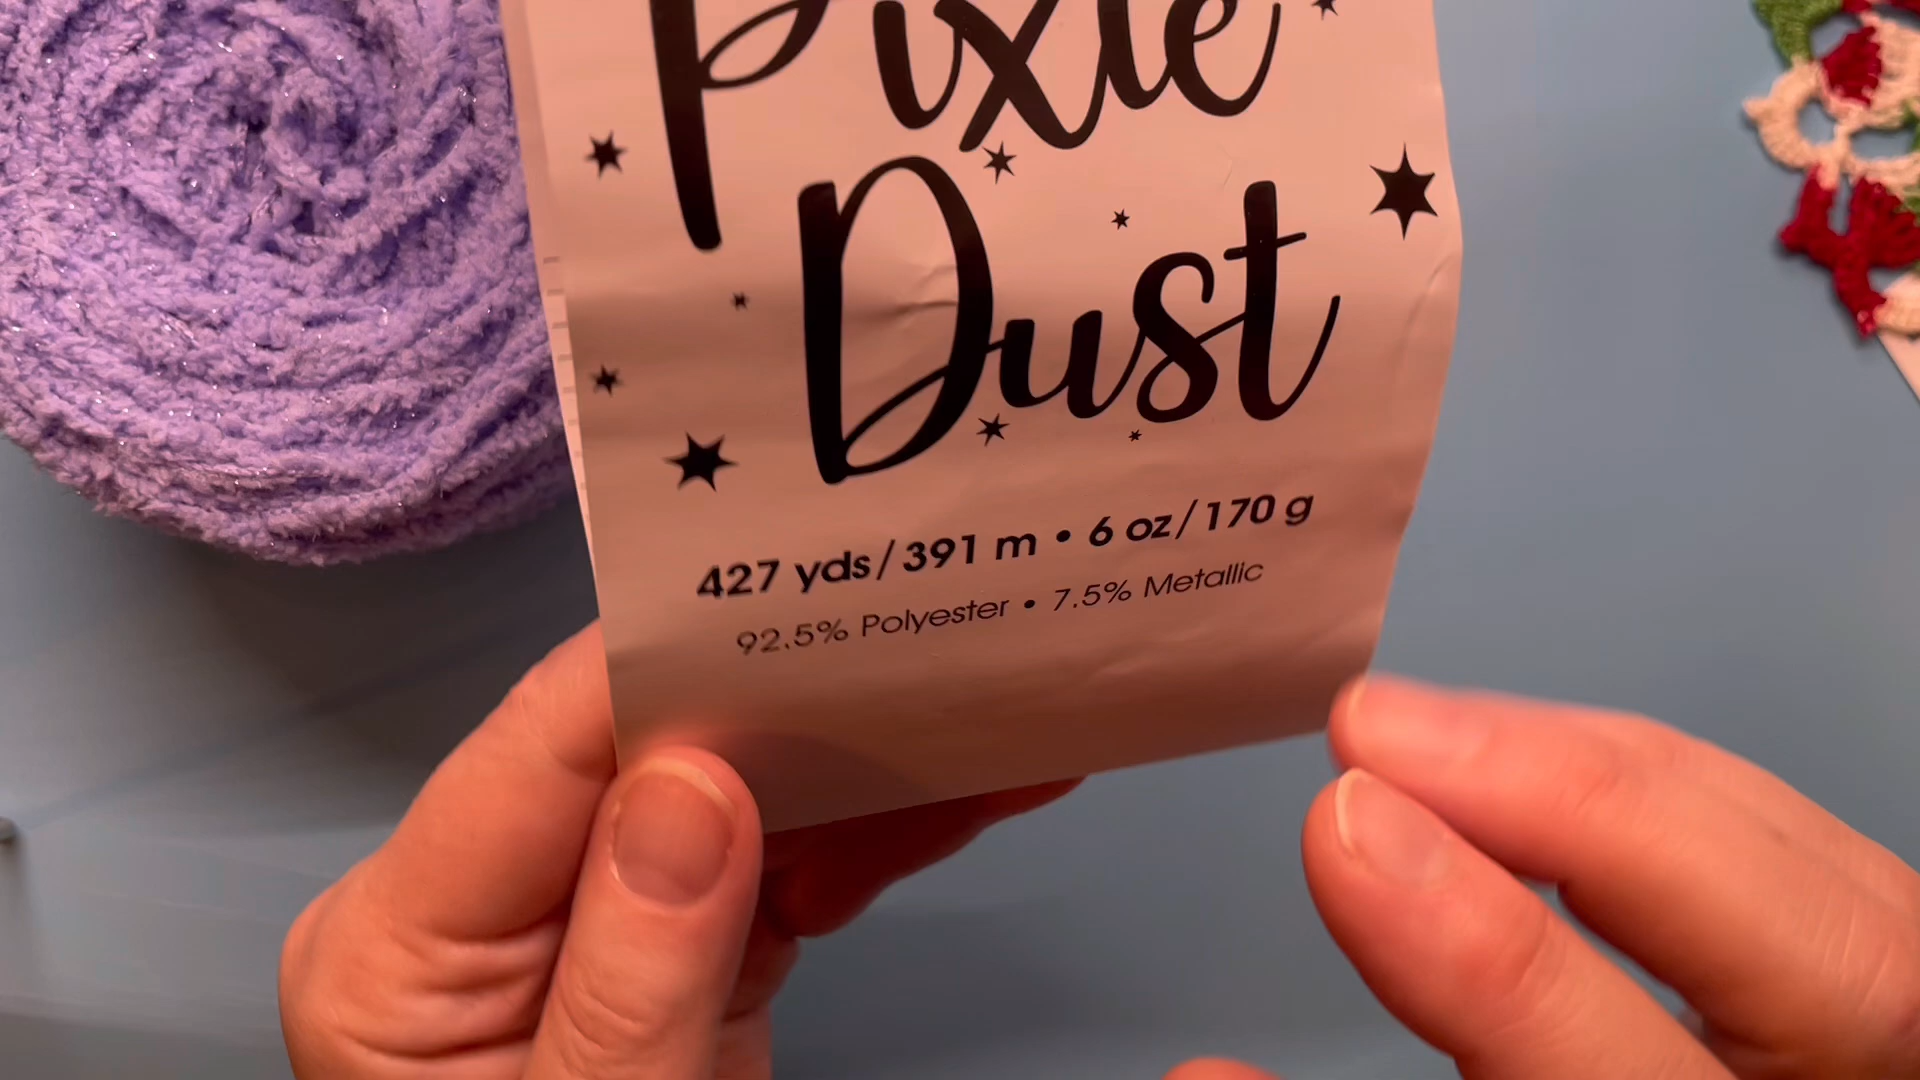 Pixie
Dust
427 yds/391 m • 6 oz/170 g
92.5% Polyester • 7.5% Metallic